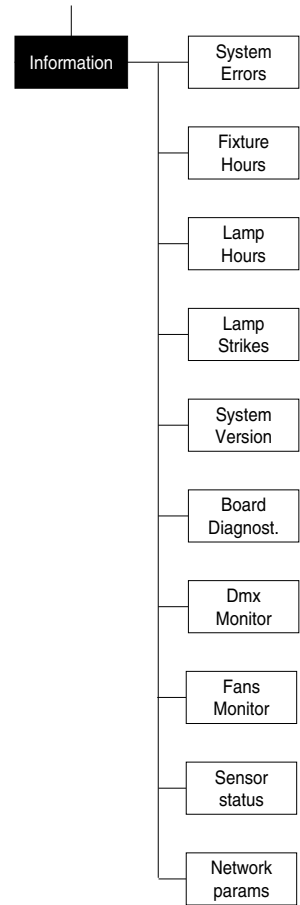 Information
System
Errors
Fixture
Hours
Lamp
Hours
Lamp
Strikes
System
Version
Board
Diagnost.
Dmx
Monitor
Fans
Monitor
Sensor
status
Network
params